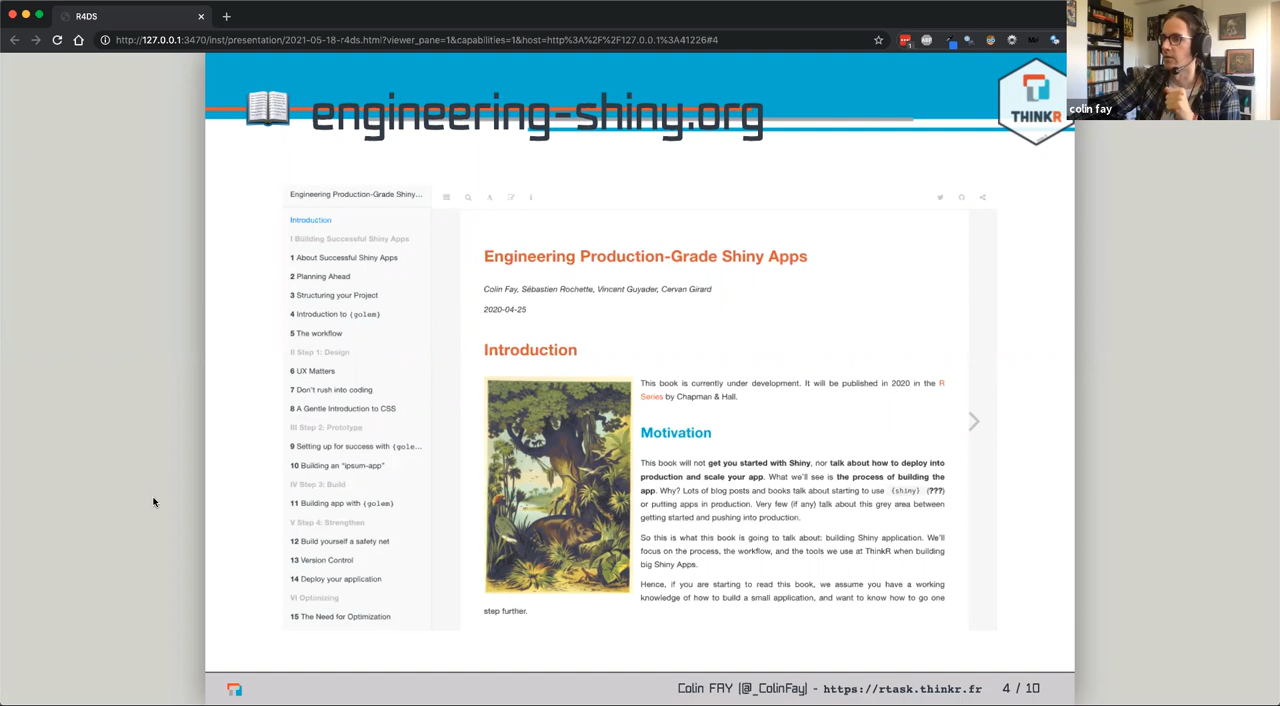 R4DS
http://127.0.0.1:3470/inst/presentation/2021-05-18-r4ds.html?viewer_pane=1&capabilities=1&host=http%3A%2F%2F127.0.0.1%3A41226#4
colin fay
engineering-shiny.org
THINKR
Engineering Production-Grade Shiny...
Introduction
I Building Successful Shiny Apps
1 About Successful Shiny Apps
2 Planning Ahead
3 Structuring your Project
4 Introduction to {golem}
5 The workflow
II Step 1: Design
6 UX Matters
7 Don't rush into coding
8 A Gentle Introduction to CSS
III Step 2: Prototype
9 Setting up for success with {gole...
10 Building an "ipsum-app"
IV Step 3: Build
11 Building app with {golem}
V Step 4: Strengthen
12 Build yourself a safety net
13 Version Control
14 Deploy your application
VI Optimizing
15 The Need for Optimization
Engineering Production-Grade Shiny Apps
Colin Fay, Sébastien Rochette, Vincent Guyader, Cervan Girard
2020-04-25
Introduction
This book is currently under development. It will be published in 2020 in the R
Series by Chapman & Hall.
Motivation
This book will not get you started with Shiny, nor talk about how to deploy into
production and scale your app. What we'll see is the process of building the
app. Why? Lots of blog posts and books talk about starting to use {shiny} (???)
or putting apps in production. Very few (if any) talk about this grey area between
getting started and pushing into production.
So this is what this book is going to talk about: building Shiny application. We'll
focus on the process, the workflow, and the tools we use at ThinkR when building
big Shiny Apps.
Hence, if you are starting to read this book, we assume you have a working
knowledge of how to build a small application, and want to know how to go one
step further.
Colin FAY (@_ColinFay) - https://rtask.thinkr.fr 4 / 10